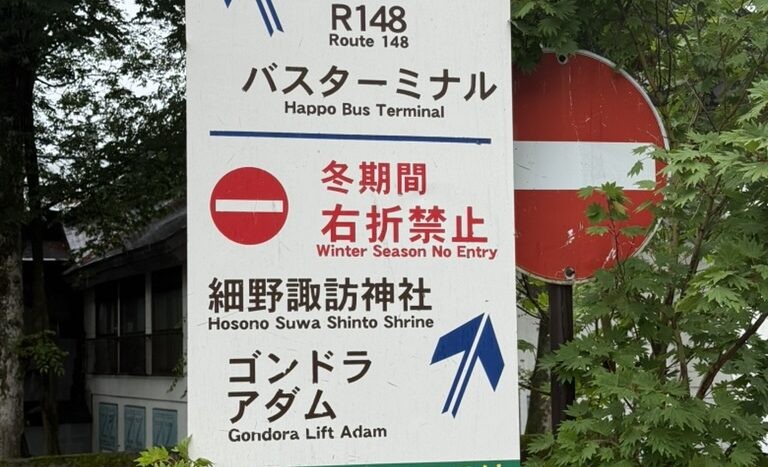 R148
Route 148
バスターミナル
Happo Bus Terminal
冬期間
右折禁止
Winter Season No Entry
細野諏訪神社
Hosono Suwa Shinto Shrine
ゴンドラ
アダム
Gondora Lift Adam